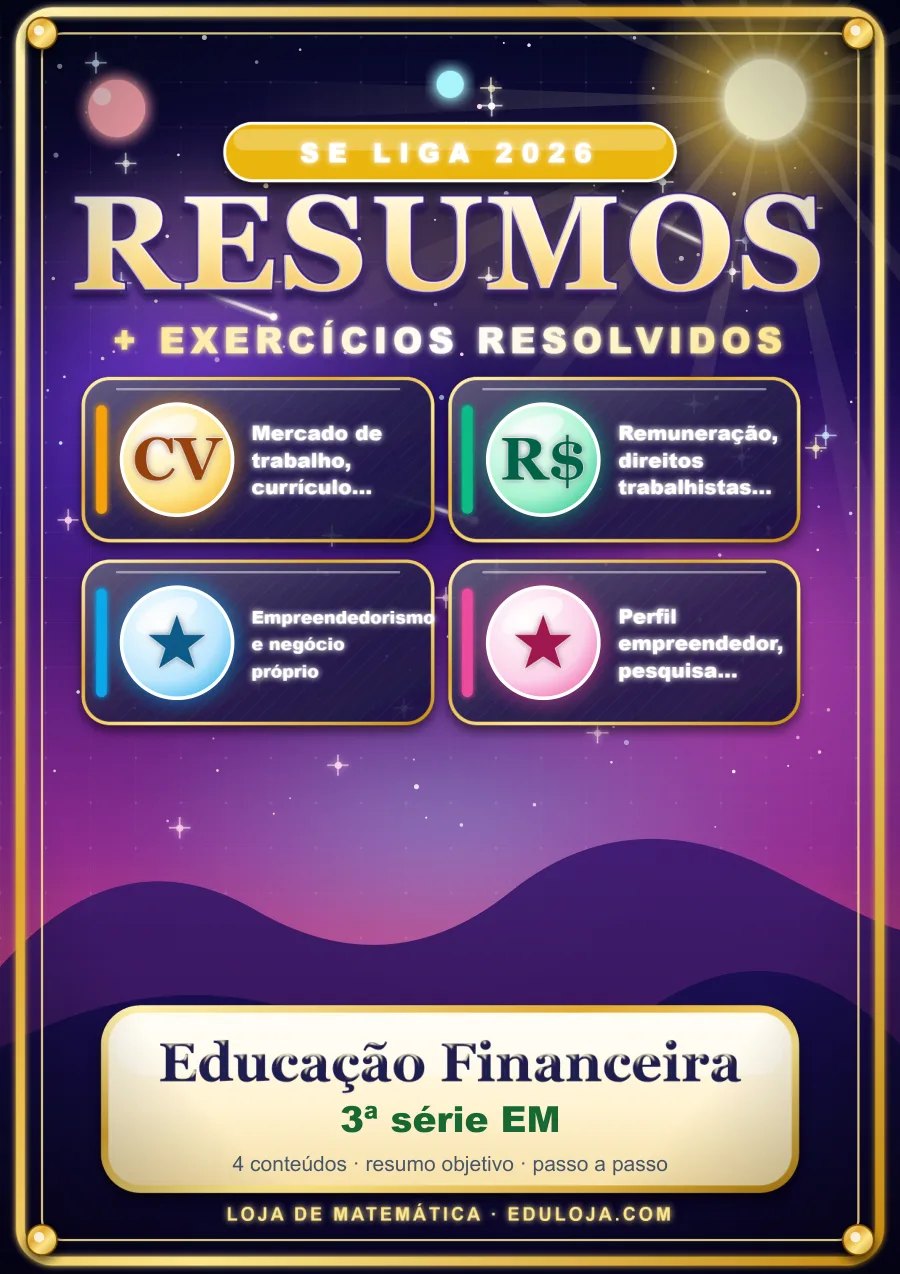 SE LIGA 2026
RESUMOS
+ EXERCÍCIOS RESOLVIDOS
CV
Mercado de
trabalho,
currículo...
R$
Remuneração,
direitos
trabalhistas...
Empreendedorismo
e negócio
próprio
Perfil
empreendedor,
pesquisa...
Educação Financeira
3ª série EM
4 conteúdos · resumo objetivo · passo a passo
LOJA DE MATEMÁTICA · EDULOJA.COM